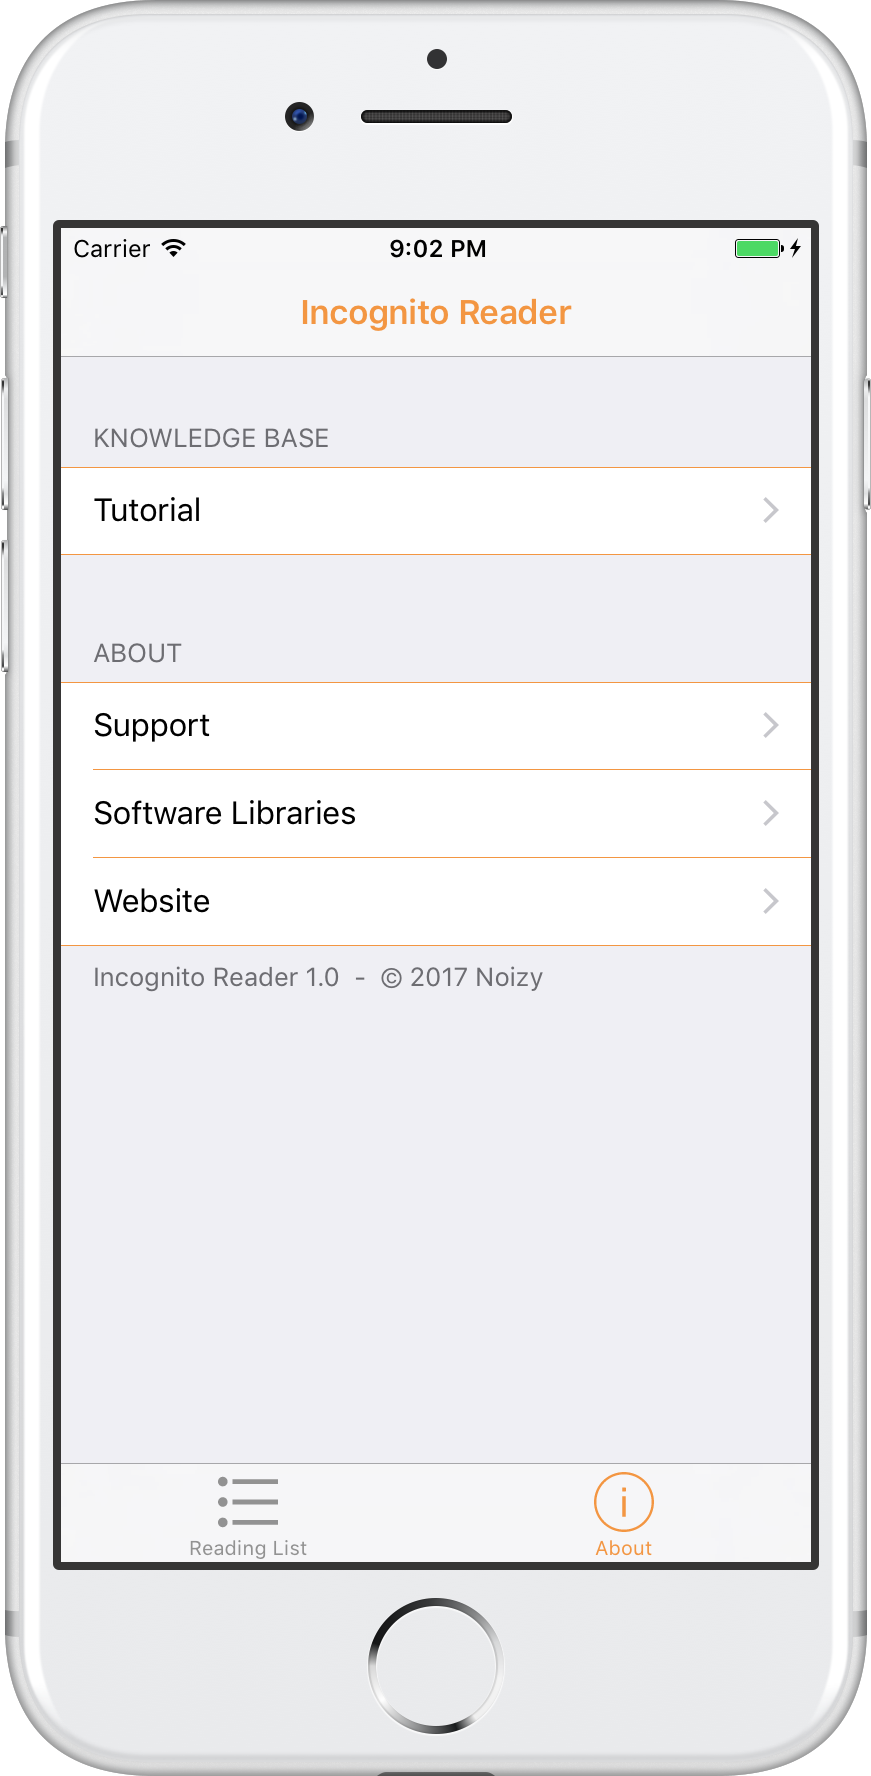 Carrier 9:02 PM
Incognito Reader
KNOWLEDGE BASE
Tutorial
ABOUT
Support
Software Libraries
Website
Incognito Reader 1.0 - © 2017 Noizy
Reading List About